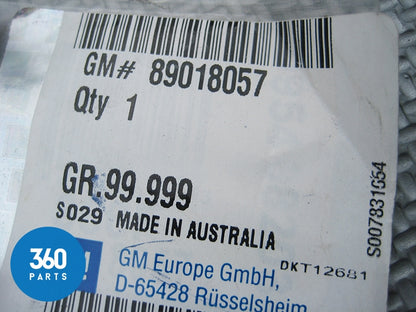 GM# 89018057
Qty 1
GR.99.999
S029 MADE IN AUSTRALIA
DKT12681
S007831654
GM Europe GmbH,
D-65428 Rüsselsheim
360
PARTS